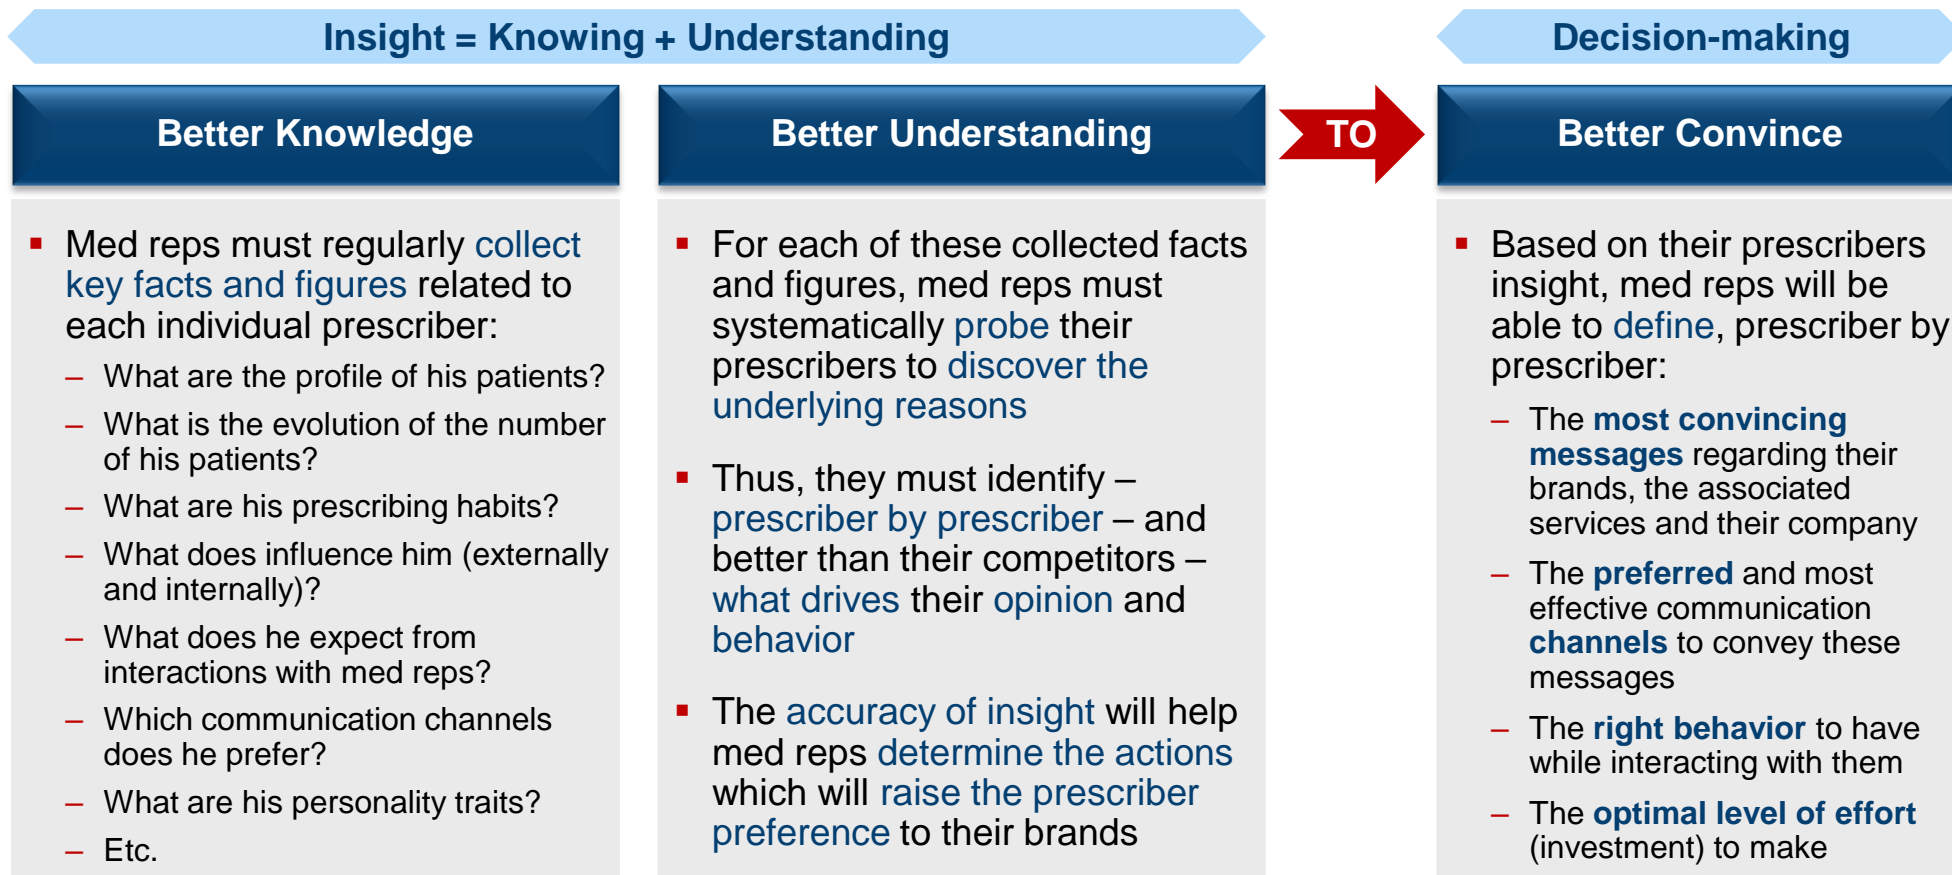 Insight = Knowing + Understanding
Decision-making
Better Knowledge
Better Understanding
TO
Better Convince
▪ Med reps must regularly collect
key facts and figures related to
each individual prescriber:
– What are the profile of his patients?
– What is the evolution of the number
of his patients?
– What are his prescribing habits?
– What does influence him (externally
and internally)?
– What does he expect from
interactions with med reps?
– Which communication channels
does he prefer?
– What are his personality traits?
– Etc.
▪ For each of these collected facts
and figures, med reps must
systematically probe their
prescribers to discover the
underlying reasons
▪ Thus, they must identify –
prescriber by prescriber – and
better than their competitors –
what drives their opinion and
behavior
▪ The accuracy of insight will help
med reps determine the actions
which will raise the prescriber
preference to their brands
▪ Based on their prescribers
insight, med reps will be
able to define, prescriber by
prescriber:
– The most convincing
messages regarding their
brands, the associated
services and their company
– The preferred and most
effective communication
channels to convey these
messages
– The right behavior to have
while interacting with them
– The optimal level of effort
(investment) to make